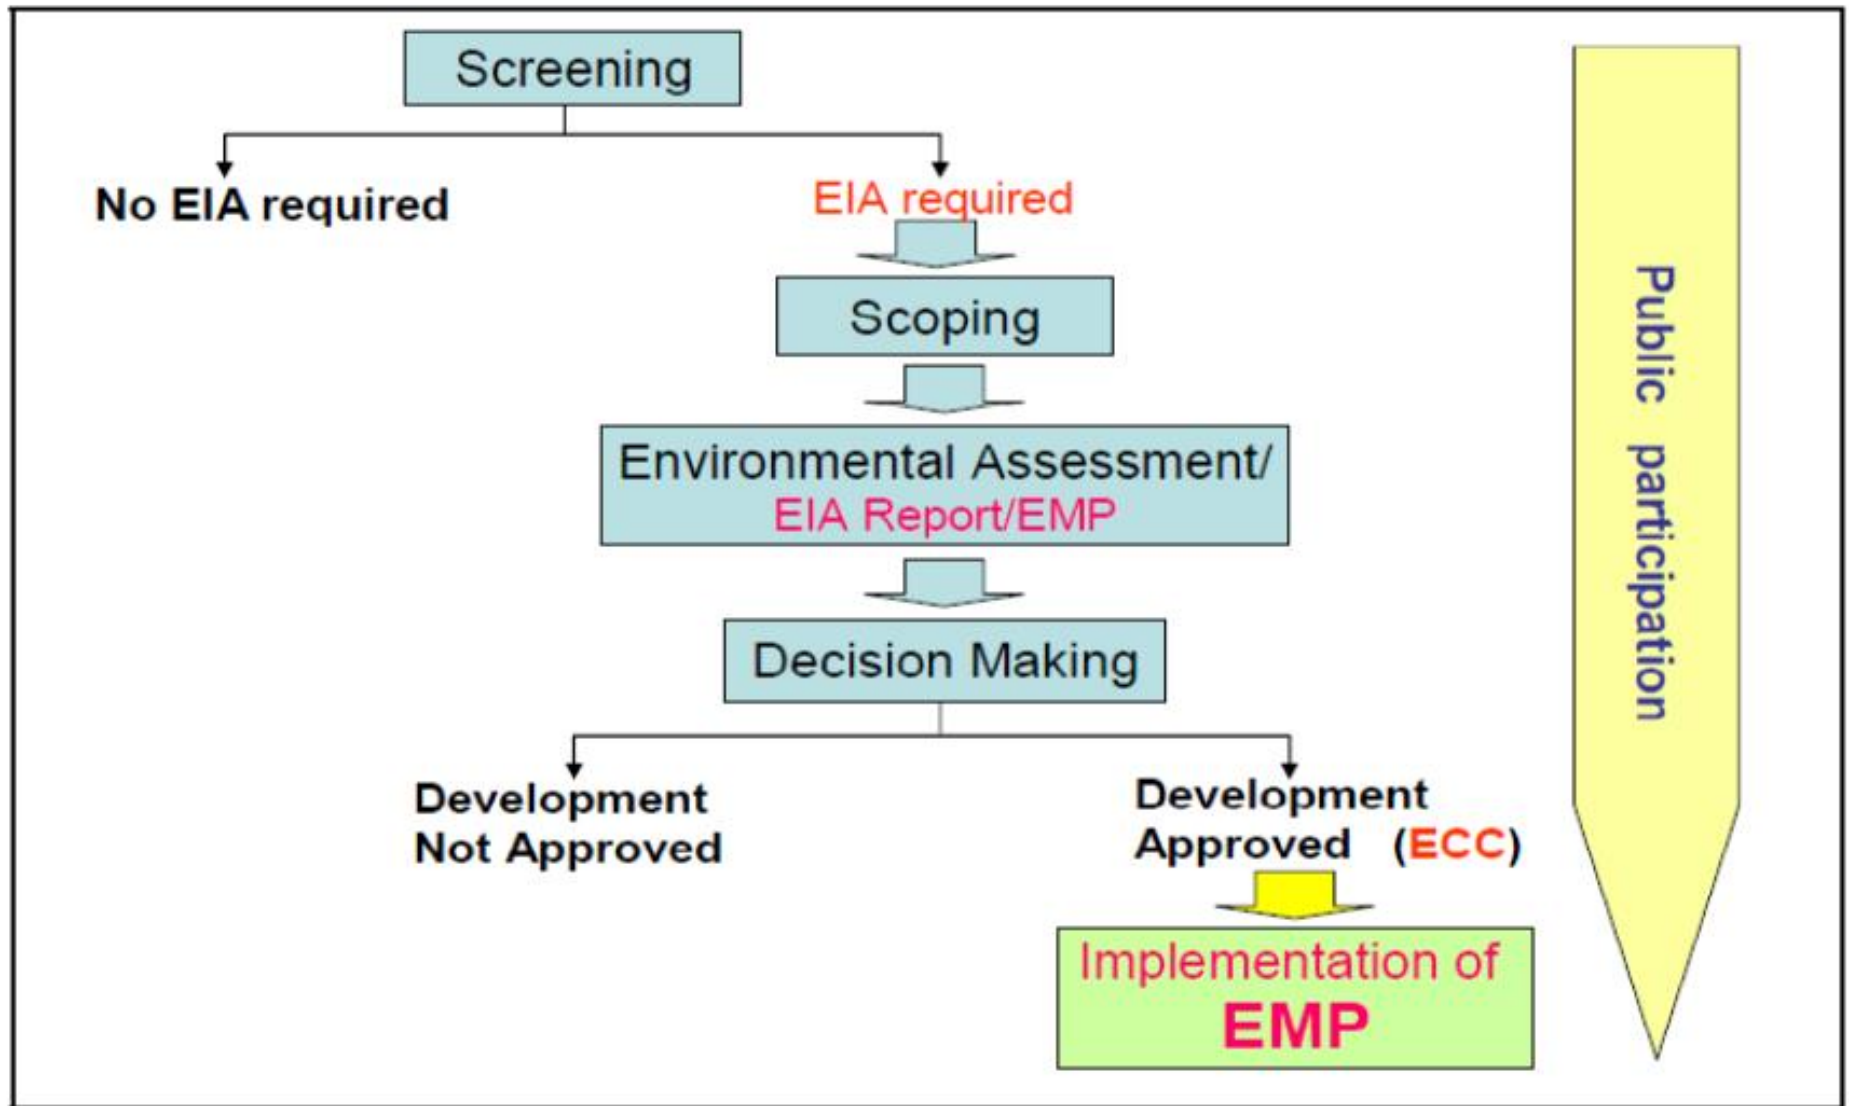 Screening
No EIA required
EIA required
Scoping
Environmental Assessment/
EIA Report/EMP
Decision Making
Development
Not Approved
Development
Approved (ECC)
Implementation of
EMP
Public participation